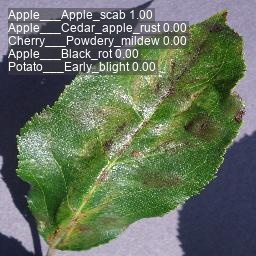 Apple___Apple_scab 1.00
Apple___Cedar_apple_rust 0.00
Cherry___Powdery_mildew 0.00
Apple___Black_rot 0.00
Potato___Early_blight 0.00